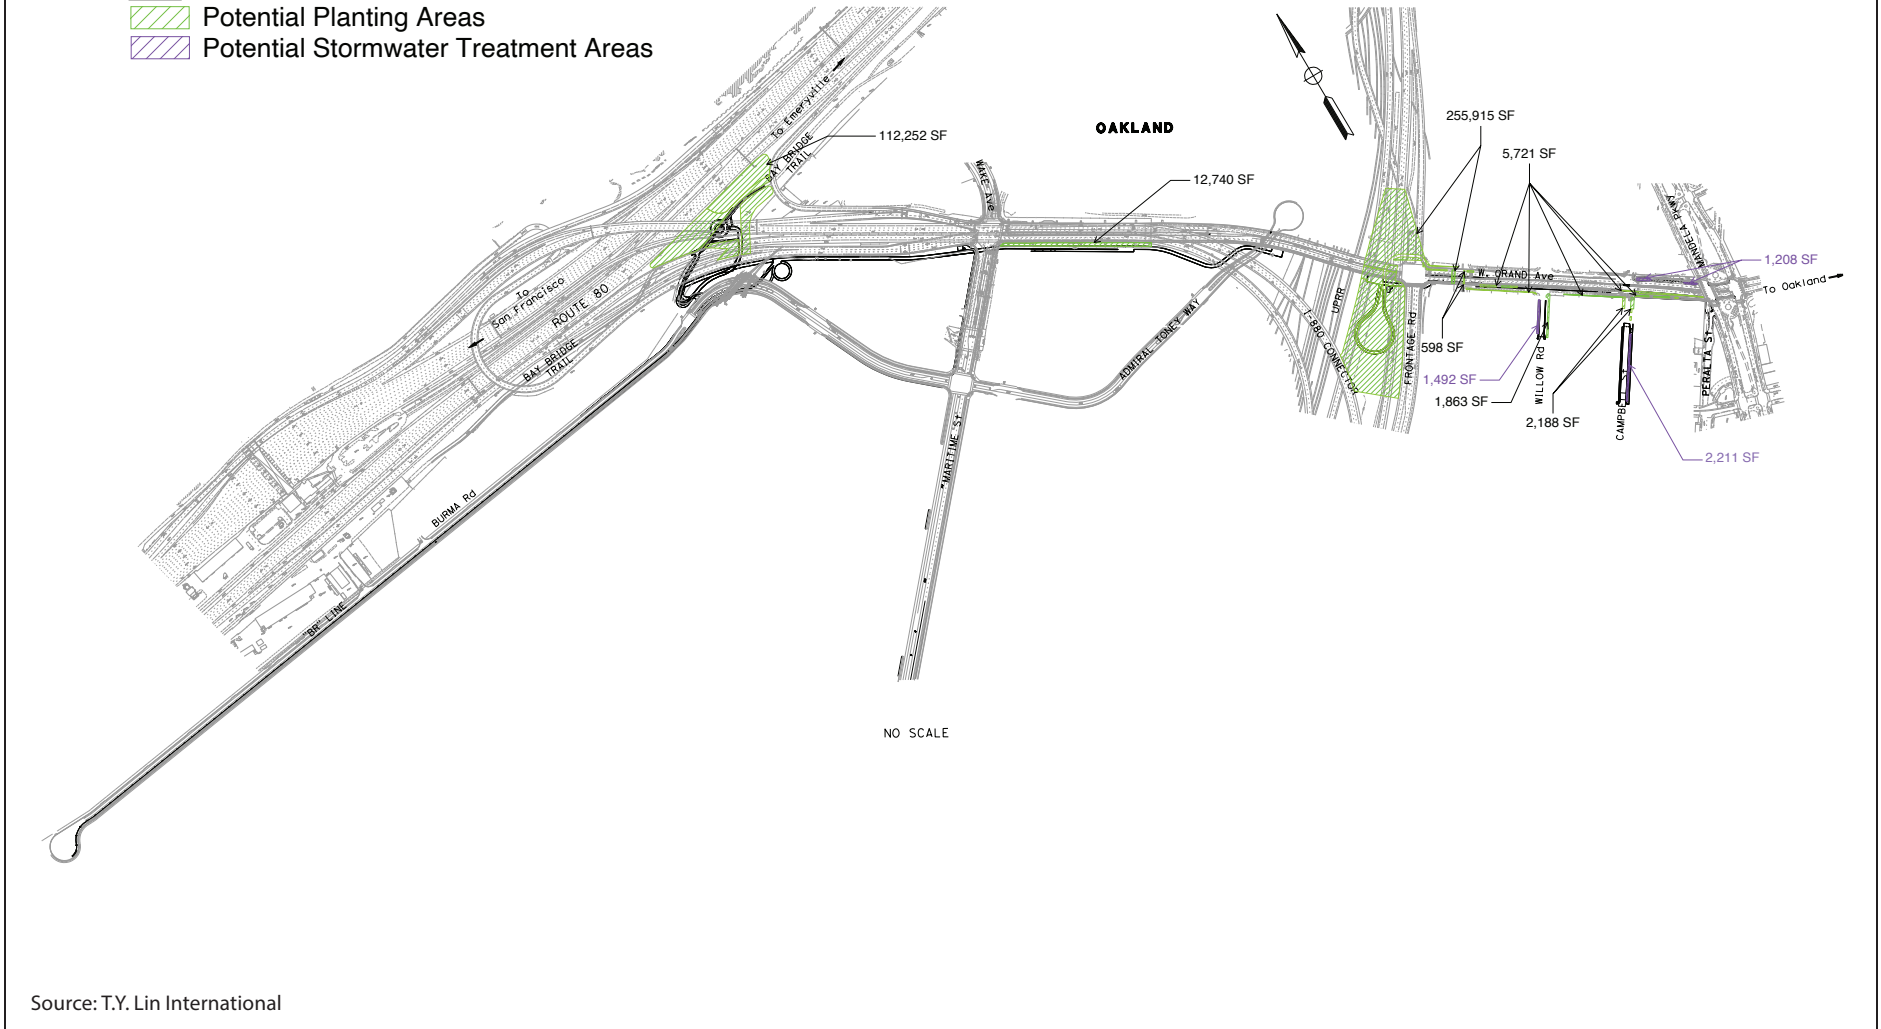 Potential Planting Areas
Potential Stormwater Treatment Areas
To Emeryville
BAY BRIDGE
TRAIL
112,252 SF
OAKLAND
WAKE Ave
12,740 SF
255,915 SF
5,721 SF
MANDELA PKWY
1,208 SF
To Oakland
W. GRAND Ave
To
San Francisco
ROUTE 80
BAY BRIDGE
TRAIL
UPRR
I-880 CONNECTOR
FRONTAGE Rd
ADMIRAL TONEY WAY
598 SF
1,492 SF
1,863 SF
WILLOW Rd
2,188 SF
CAMPBE
PERALTA St
2,211 SF
"MARITIME St
BURMA Rd
"BR" LINE
NO SCALE
Source: T.Y. Lin International